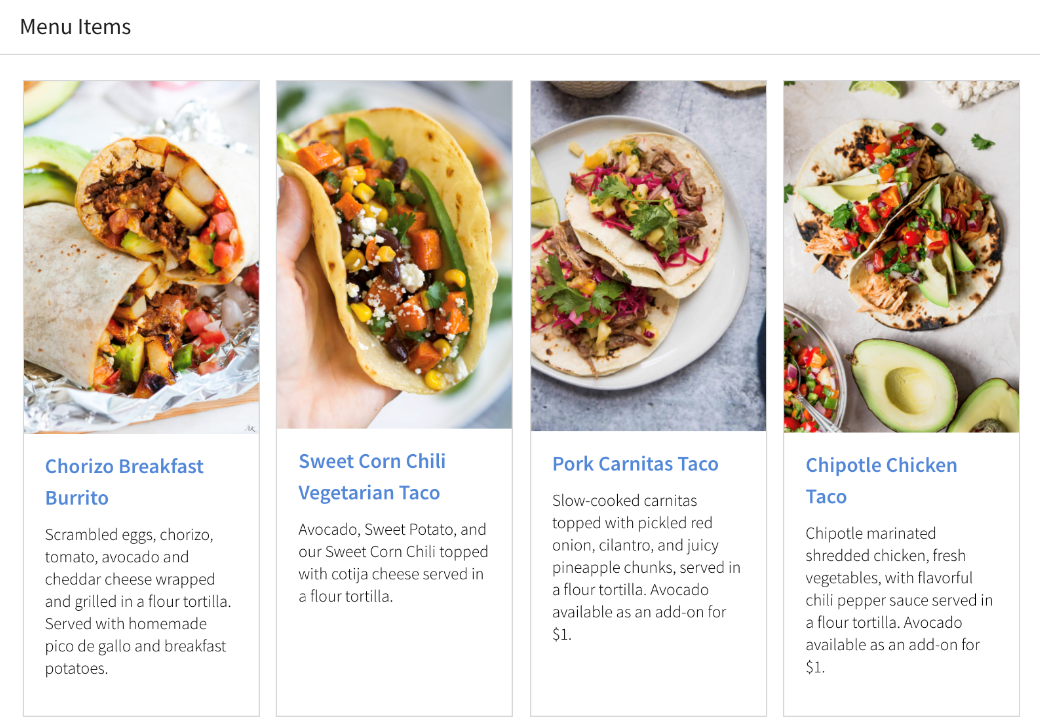 Menu Items
Chorizo Breakfast
Burrito
Scrambled eggs, chorizo,
tomato, avocado and
cheddar cheese wrapped
and grilled in a flour tortilla.
Served with homemade
pico de gallo and breakfast
potatoes.
Sweet Corn Chili
Vegetarian Taco
Avocado, Sweet Potato, and
our Sweet Corn Chili topped
with cotija cheese served in
a flour tortilla.
Pork Carnitas Taco
Slow-cooked carnitas
topped with pickled red
onion, cilantro, and juicy
pineapple chunks, served in
a flour tortilla. Avocado
available as an add-on for
$1.
Chipotle Chicken
Taco
Chipotle marinated
shredded chicken, fresh
vegetables, with flavorful
chili pepper sauce served in
a flour tortilla. Avocado
available as an add-on for
$1.